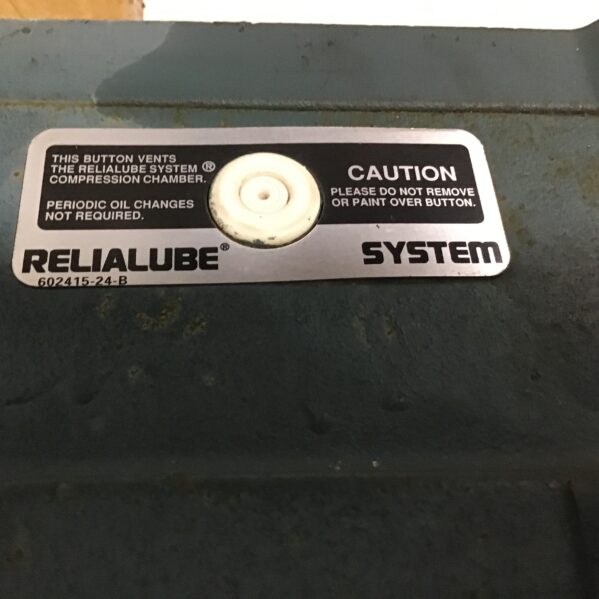 THIS BUTTON VENTS
THE RELIALUBE SYSTEM ®
COMPRESSION CHAMBER.
PERIODIC OIL CHANGES
NOT REQUIRED.
CAUTION
PLEASE DO NOT REMOVE
OR PAINT OVER BUTTON.
RELIALUBE® SYSTEM
602415-24-B